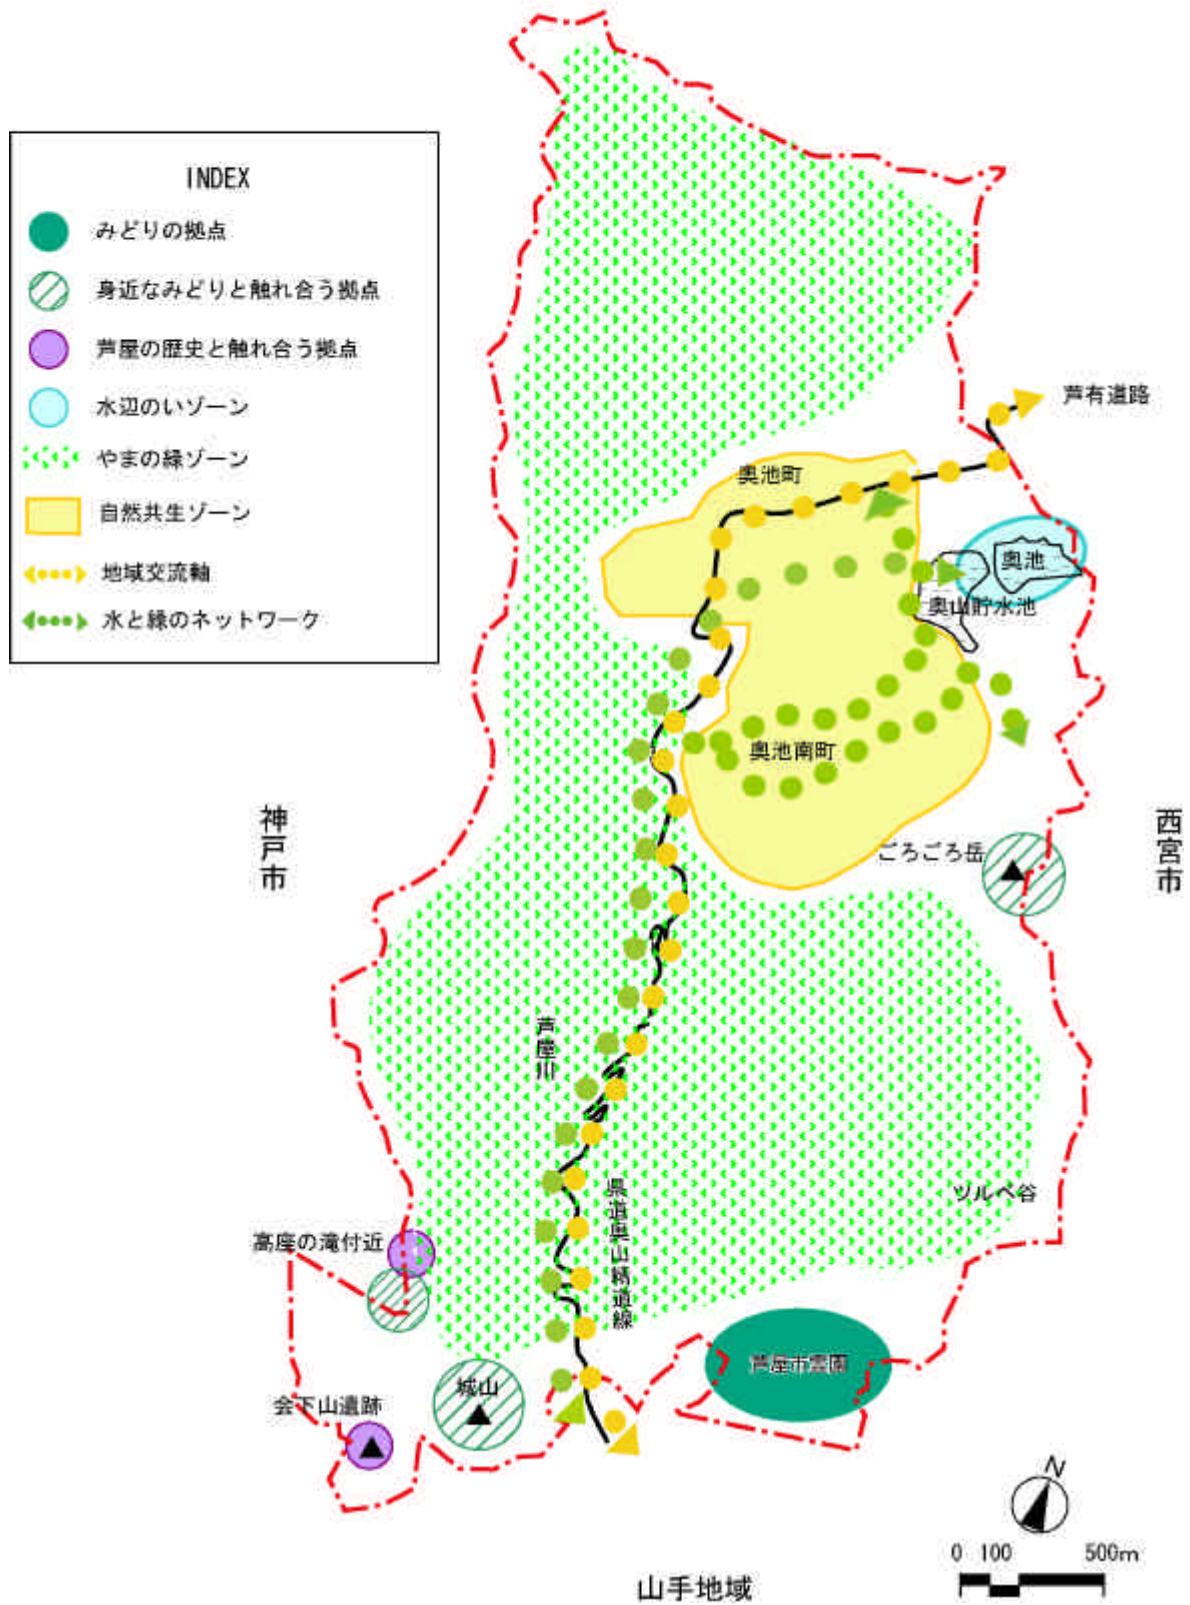 INDEX
みどりの拠点
身近なみどりと触れ合う拠点
芦屋の歴史と触れ合う拠点
水辺のいゾーン
やまの緑ゾーン
自然共生ゾーン
地域交流軸
水と緑のネットワーク
芦有道路
奥池町
奥池
奥山貯水池
奥池南町
神戸市
西宮市
ごろごろ岳
芦屋川
県道奥山精道線
ツルベ谷
高座の滝付近
芦屋市霊園
城山
会下山遺跡
N
0 100 500m
山手地域